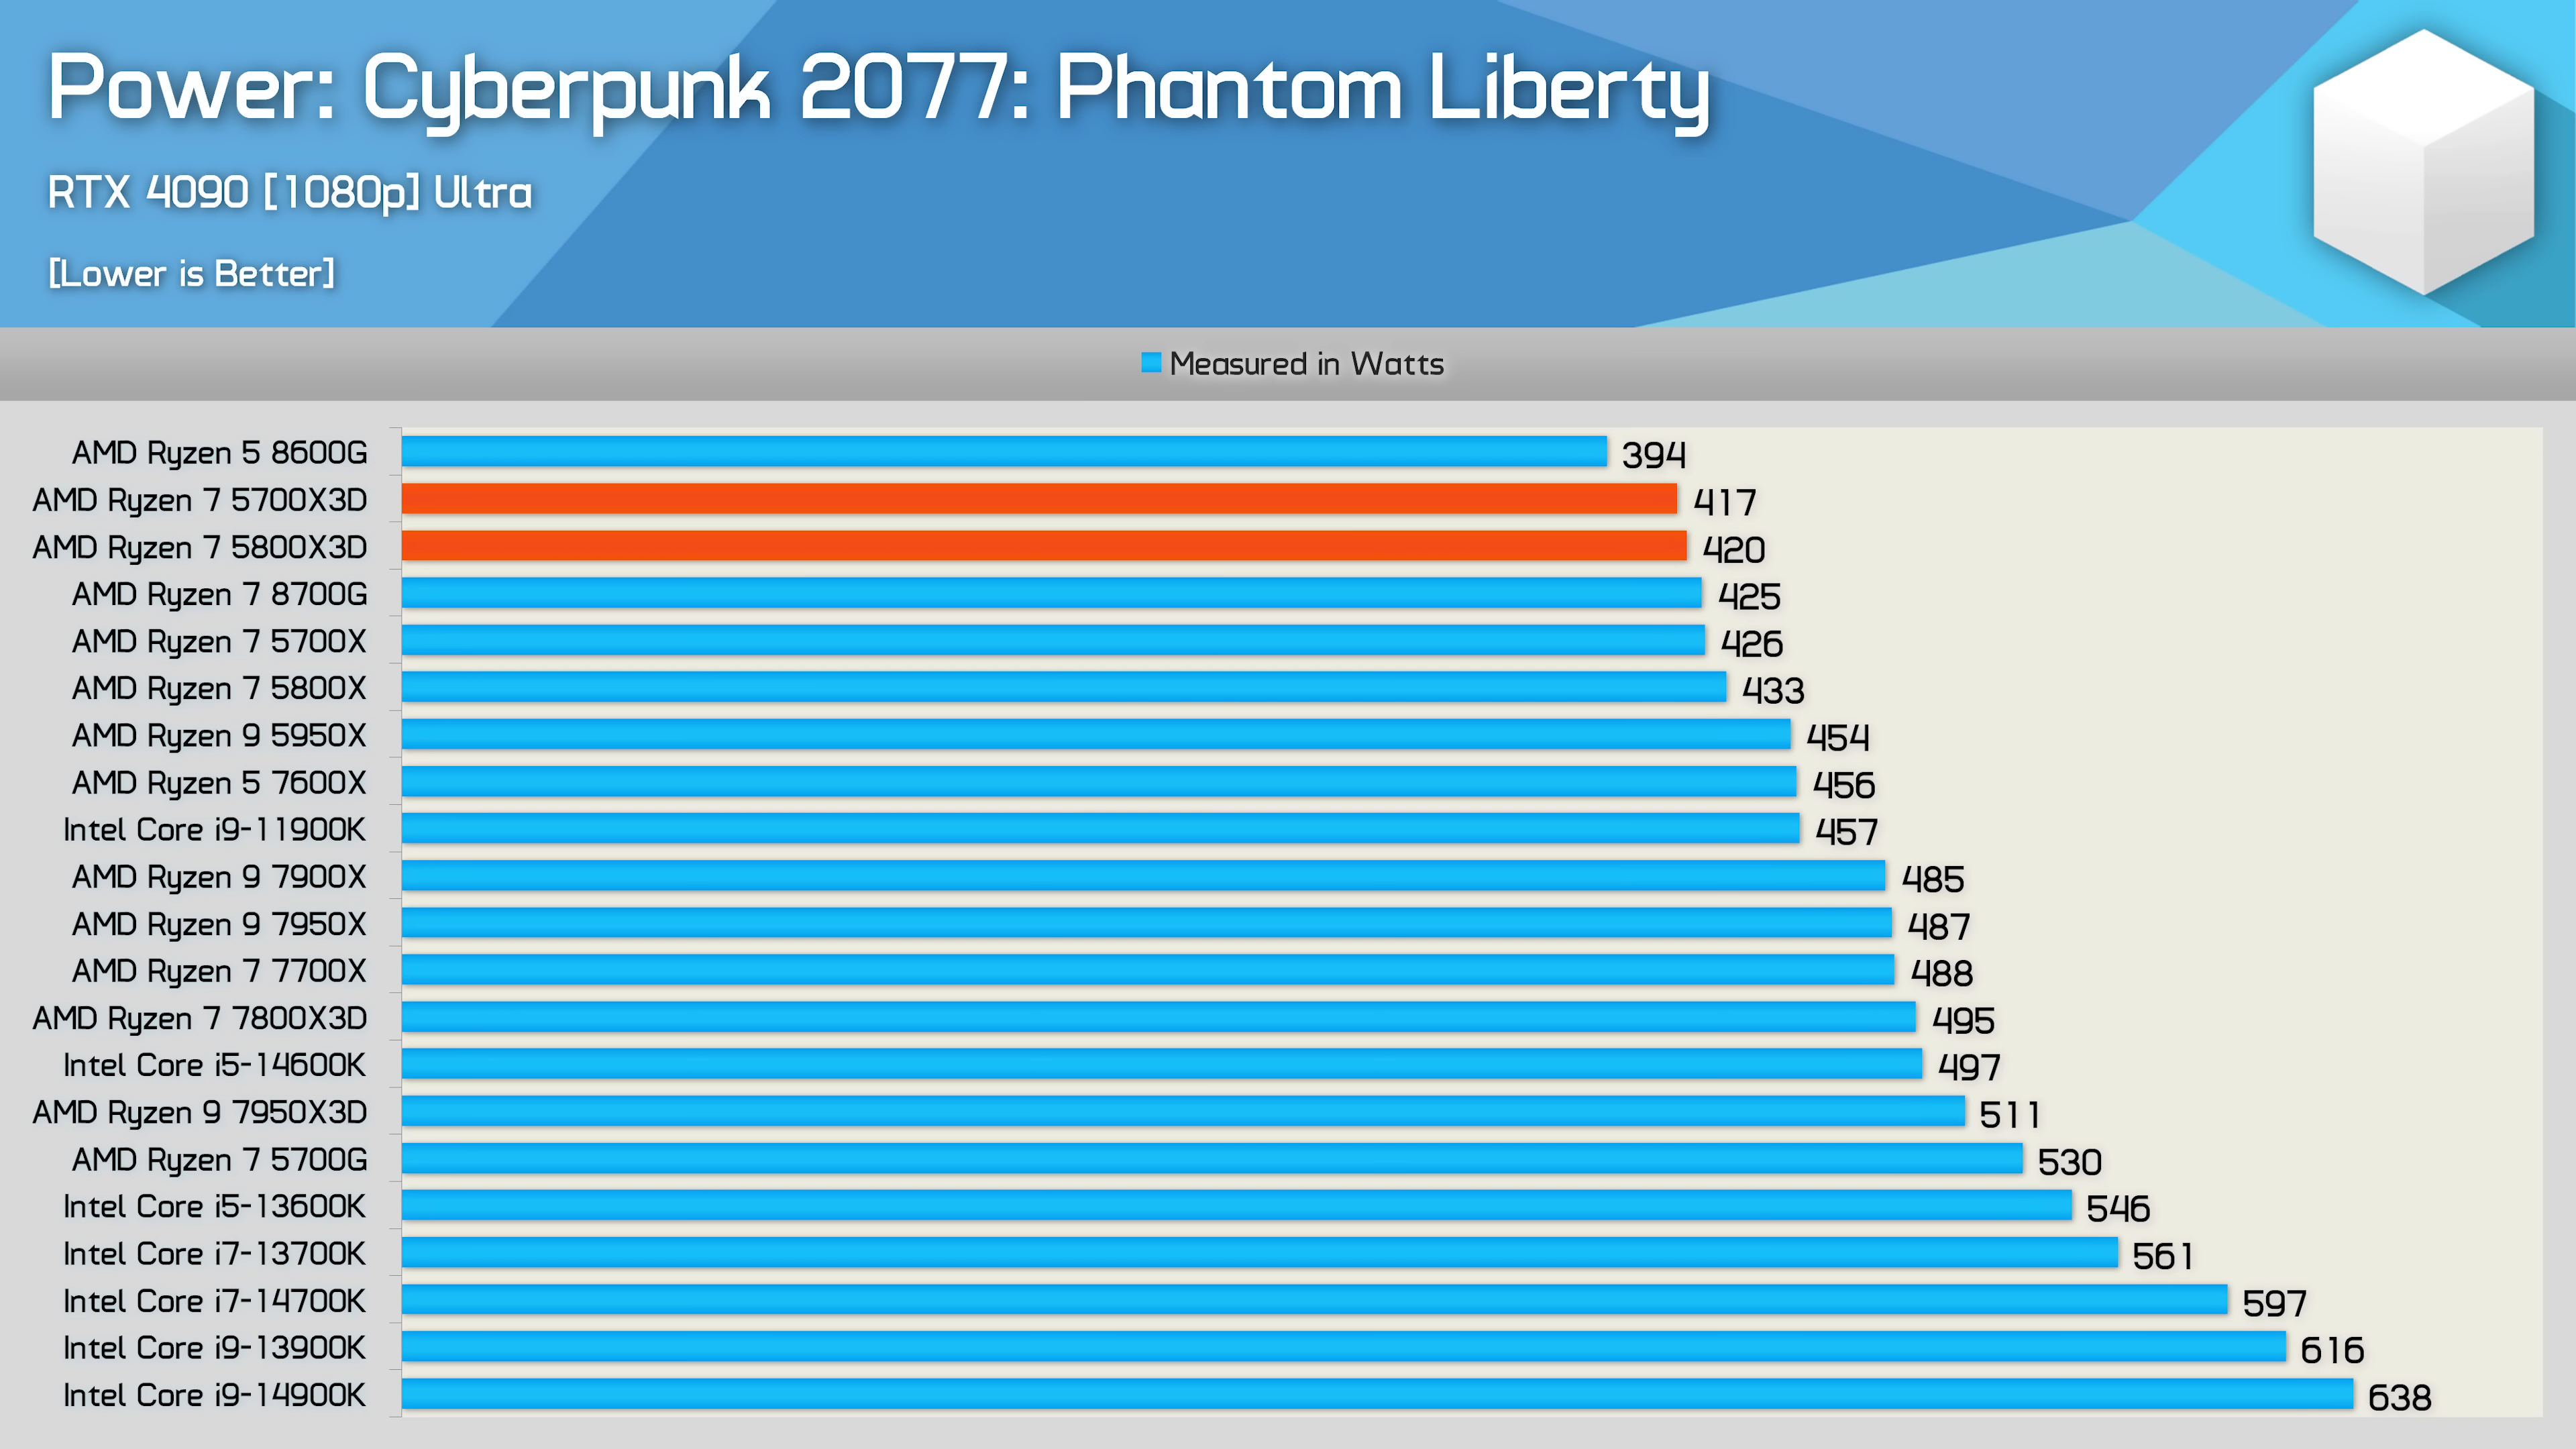 Power: Cyberpunk 2077: Phantom Liberty
RTX 4090 [1080p] Ultra
[Lower is Better]
Measured in Watts
AMD Ryzen 5 8600G 394
AMD Ryzen 7 5700X3D 417
AMD Ryzen 7 5800X3D 420
AMD Ryzen 7 8700G 425
AMD Ryzen 7 5700X 426
AMD Ryzen 7 5800X 433
AMD Ryzen 9 5950X 454
AMD Ryzen 5 7600X 456
Intel Core i9-11900K 457
AMD Ryzen 9 7900X 485
AMD Ryzen 9 7950X 487
AMD Ryzen 7 7700X 488
AMD Ryzen 7 7800X3D 495
Intel Core i5-14600K 497
AMD Ryzen 9 7950X3D 511
AMD Ryzen 7 5700G 530
Intel Core i5-13600K 546
Intel Core i7-13700K 561
Intel Core i7-14700K 597
Intel Core i9-13900K 616
Intel Core i9-14900K 638